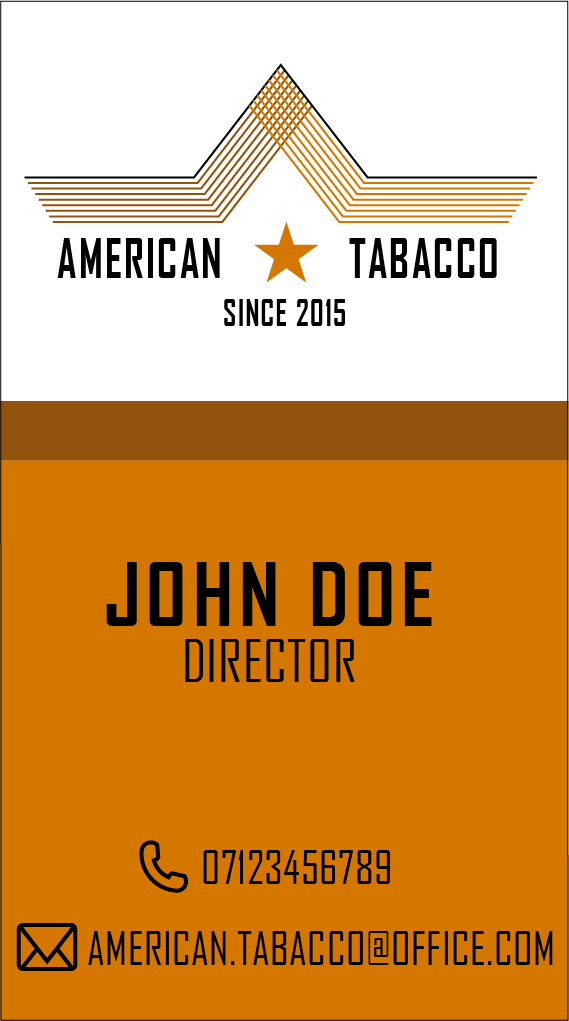 AMERICAN TABACCO
SINCE 2015
JOHN DOE
DIRECTOR
07123456789
AMERICAN.TABACCO@OFFICE.COM